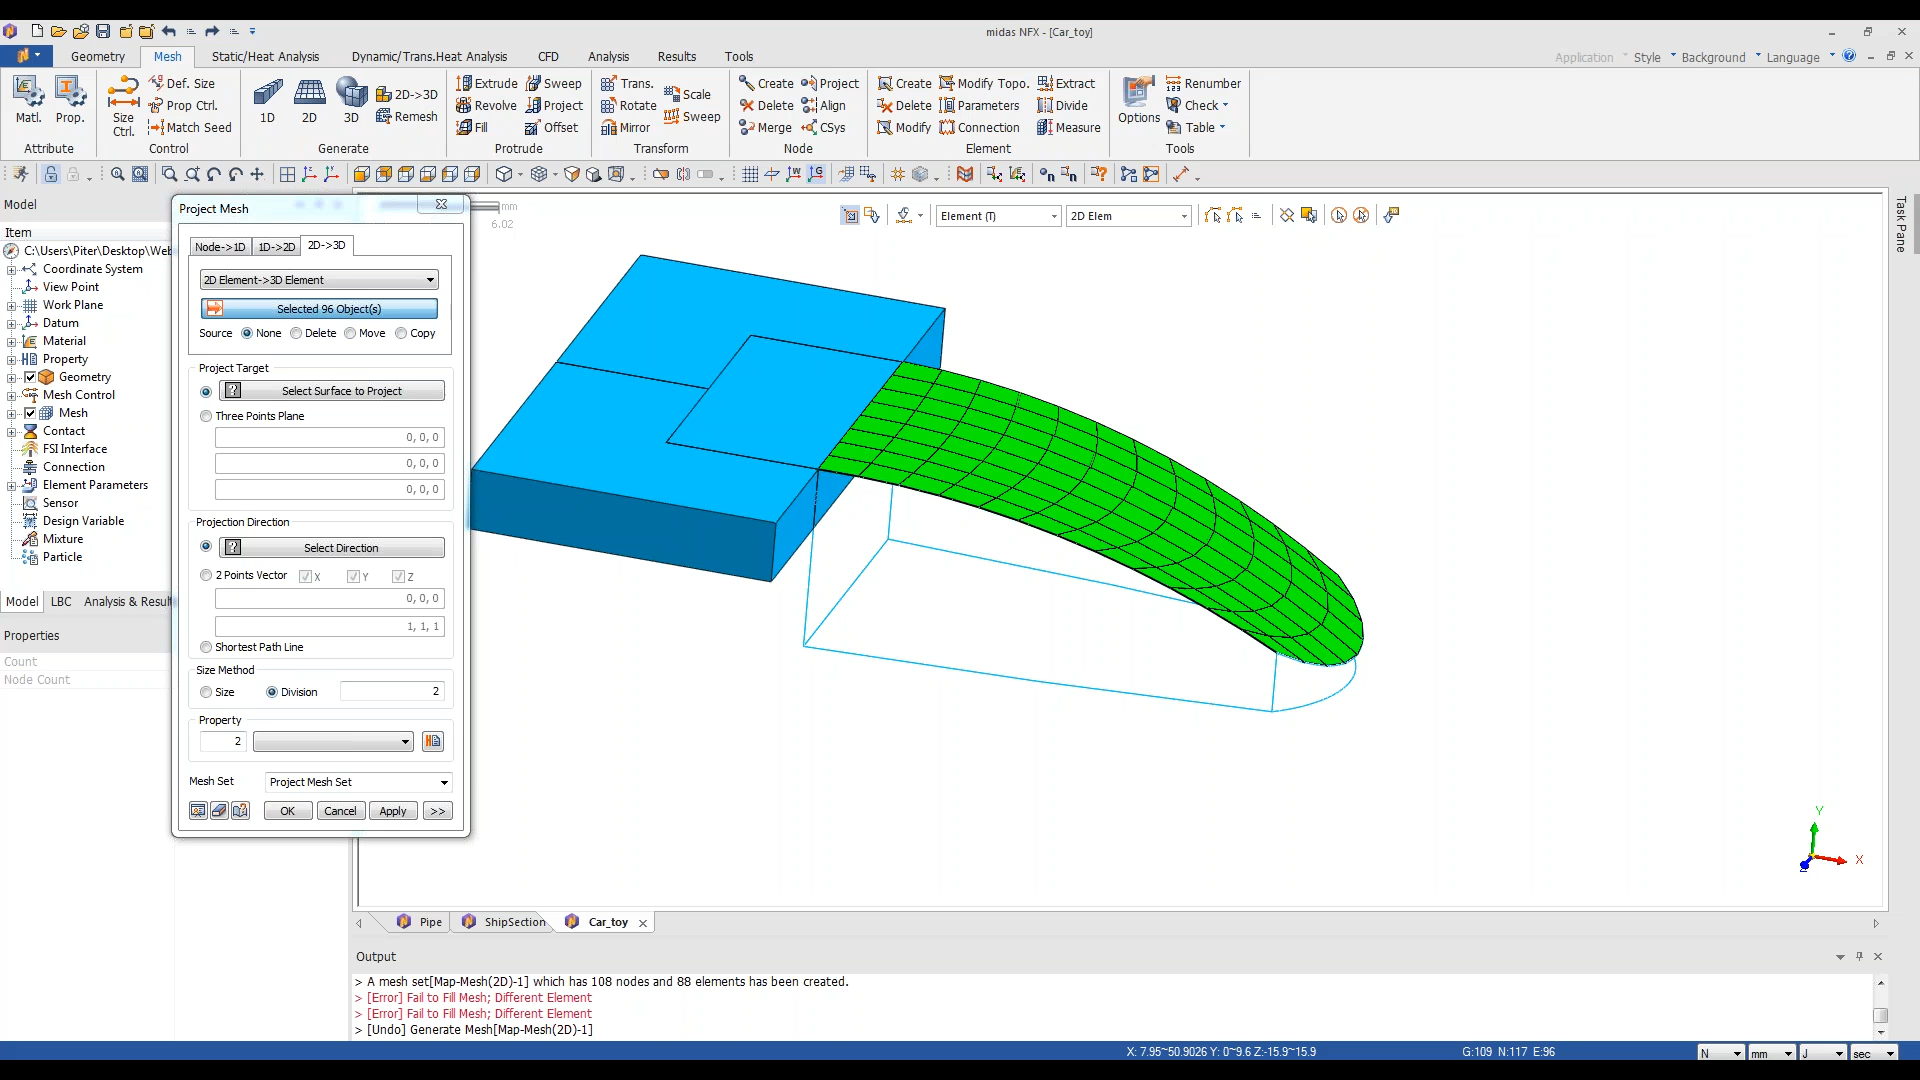 midas NFX - [Car_toy]
Geometry Mesh Static/Heat Analysis Dynamic/Trans.Heat Analysis CFD Analysis Results Tools
Application Style Background Language
Def. Size
Prop Ctrl.
Match Seed
2D->3D
Remesh
Extrude Sweep
Revolve Project
Fill Offset
Trans.
Rotate
Mirror
Scale
Sweep
Create Project
Delete Align
Merge CSys
Create Modify Topo. Extract
Delete Parameters Divide
Modify Connection Measure
Renumber
Check
Table
Matl. Prop. Size Ctrl. 1D 2D 3D Options
Attribute Control Generate Protrude Transform Node Element Tools
Model
Item
C:\Users\Piter\Desktop\Web
Coordinate System
View Point
Work Plane
Datum
Material
Property
Geometry
Mesh Control
Mesh
Contact
FSI Interface
Connection
Element Parameters
Sensor
Design Variable
Mixture
Particle
Model LBC Analysis & Result
Properties
Count
Node Count
Project Mesh
Node->1D 1D->2D 2D->3D
2D Element->3D Element
Selected 96 Object(s)
Source None Delete Move Copy
Project Target
Select Surface to Project
Three Points Plane
0, 0, 0
0, 0, 0
0, 0, 0
Projection Direction
Select Direction
2 Points Vector X Y Z
0, 0, 0
1, 1, 1
Shortest Path Line
Size Method
Size Division 2
Property
2
Mesh Set Project Mesh Set
OK Cancel Apply >>
mm
6.02
Element (T) 2D Elem
Task Pane
Y
X
Z
Pipe ShipSection Car_toy
Output
> A mesh set[Map-Mesh(2D)-1] which has 108 nodes and 88 elements has been created.
> [Error] Fail to Fill Mesh; Different Element
> [Error] Fail to Fill Mesh; Different Element
> [Undo] Generate Mesh[Map-Mesh(2D)-1]
X: 7.95~50.9026 Y: 0~9.6 Z:-15.9~15.9 G:109 N:117 E:96 N mm J sec